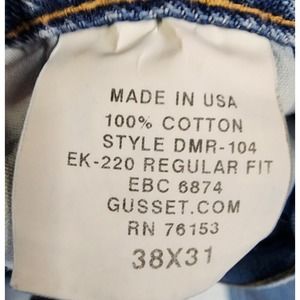 MADE IN USA
100% COTTON
STYLE DMR-104
EK-220 REGULAR FIT
EBC 6874
GUSSET.COM
RN 76153
38X31